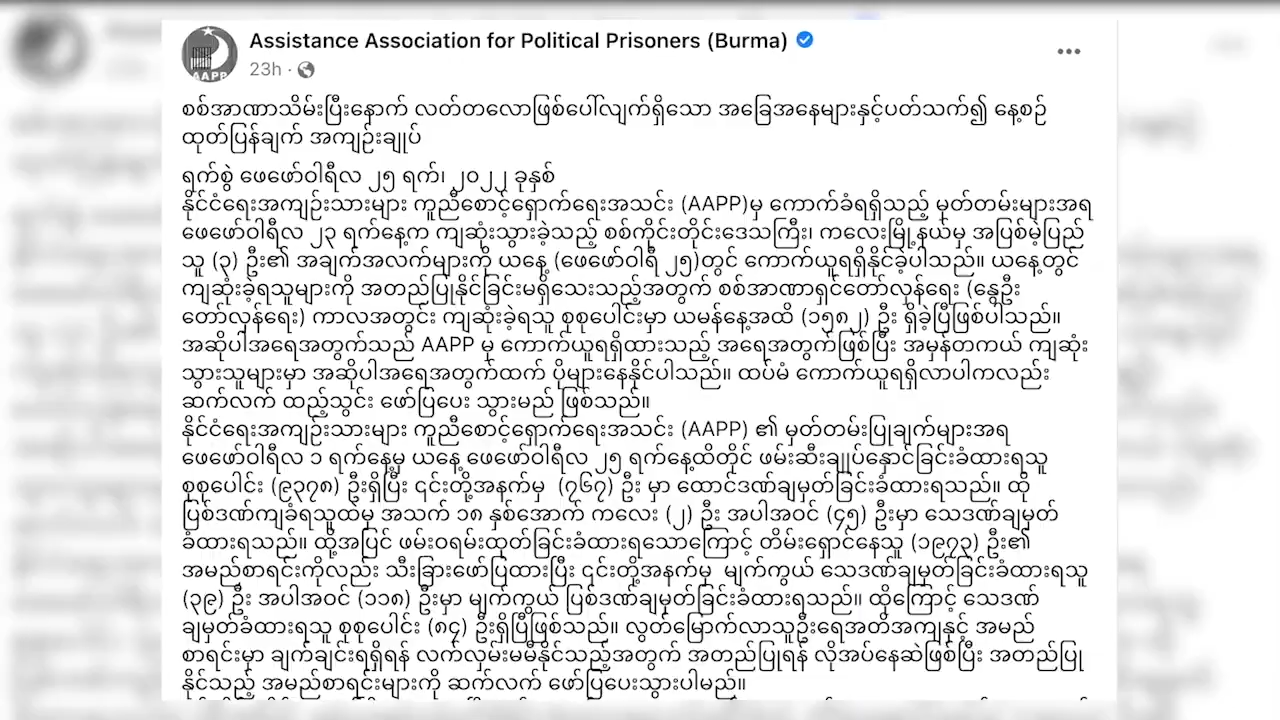 Assistance Association for Political Prisoners (Burma)
23h ·
AAPP
စစ်အာဏာသိမ်းပြီးနောက် လတ်တလောဖြစ်ပေါ်လျက်ရှိသော အခြေအနေများနှင့်ပတ်သက်၍ နေ့စဉ်
ထုတ်ပြန်ချက် အကျဉ်းချုပ်
ရက်စွဲ ဖေဖော်ဝါရီလ ၂၅ ရက်၊ ၂၀၂၂ ခုနှစ်
နိုင်ငံရေးအကျဉ်းသားများ ကူညီစောင့်ရှောက်ရေးအသင်း (AAPP)မှ ကောက်ခံရရှိသည့် မှတ်တမ်းများအရ
ဖေဖော်ဝါရီလ ၂၃ ရက်နေ့က ကျဆုံးသွားခဲ့သည့် စစ်ကိုင်းတိုင်းဒေသကြီး၊ ကလေးမြို့နယ်မှ အပြစ်မဲ့ပြည်
သူ (၃) ဦး၏ အချက်အလက်များကို ယနေ့ (ဖေဖော်ဝါရီ ၂၅)တွင် ကောက်ယူရရှိနိုင်ခဲ့ပါသည်။ ယနေ့တွင်
ကျဆုံးခဲ့ရသူများကို အတည်ပြုနိုင်ခြင်းမရှိသေးသည့်အတွက် စစ်အာဏာရှင်တော်လှန်ရေး (နွေဦး
တော်လှန်ရေး) ကာလအတွင်း ကျဆုံးခဲ့ရသူ စုစုပေါင်းမှာ ယမန်နေ့အထိ (၁၅၈၂) ဦး ရှိခဲ့ပြီဖြစ်ပါသည်။
အဆိုပါအရေအတွက်သည် AAPP မှ ကောက်ယူရရှိထားသည့် အရေအတွက်ဖြစ်ပြီး အမှန်တကယ် ကျဆုံး
သွားသူများမှာ အဆိုပါအရေအတွက်ထက် ပိုများနေနိုင်ပါသည်။ ထပ်မံ ကောက်ယူရရှိလာပါကလည်း
ဆက်လက် ထည့်သွင်း ဖော်ပြပေး သွားမည် ဖြစ်သည်။
နိုင်ငံရေးအကျဉ်းသားများ ကူညီစောင့်ရှောက်ရေးအသင်း (AAPP) ၏ မှတ်တမ်းပြုချက်များအရ
ဖေဖော်ဝါရီလ ၁ ရက်နေ့မှ ယနေ့ ဖေဖော်ဝါရီလ ၂၅ ရက်နေ့ထိတိုင် ဖမ်းဆီးချုပ်နှောင်ခြင်းခံထားရသူ
စုစုပေါင်း (၉၃၇၈) ဦးရှိပြီး ၎င်းတို့အနက်မှ (၇၆၇) ဦး မှာ ထောင်ဒဏ်ချမှတ်ခြင်းခံထားရသည်။ ထို
ပြစ်ဒဏ်ကျခံရသူထဲမှ အသက် ၁၈ နှစ်အောက် ကလေး (၂) ဦး အပါအဝင် (၄၅) ဦးမှာ သေဒဏ်ချမှတ်
ခံထားရသည်။ ထို့အပြင် ဖမ်းဝရမ်းထုတ်ခြင်းခံထားရသောကြောင့် တိမ်းရှောင်နေသူ (၁၉၇၃) ဦး၏
အမည်စာရင်းကိုလည်း သီးခြားဖော်ပြထားပြီး ၎င်းတို့အနက်မှ မျက်ကွယ် သေဒဏ်ချမှတ်ခြင်းခံထားရသူ
(၃၉) ဦး အပါအဝင် (၁၁၈) ဦးမှာ မျက်ကွယ် ပြစ်ဒဏ်ချမှတ်ခြင်းခံထားရသည်။ ထို့ကြောင့် သေဒဏ်
ချမှတ်ခံထားရသူ စုစုပေါင်း (၈၄) ဦးရှိပြီဖြစ်သည်။ လွတ်မြောက်လာသူဦးရေအတိအကျနှင့် အမည်
စာရင်းမှာ ချက်ချင်းရရှိရန် လက်လှမ်းမမီနိုင်သည့်အတွက် အတည်ပြုရန် လိုအပ်နေဆဲဖြစ်ပြီး အတည်ပြု
နိုင်သည့် အမည်စာရင်းများကို ဆက်လက် ဖော်ပြပေးသွားပါမည်။